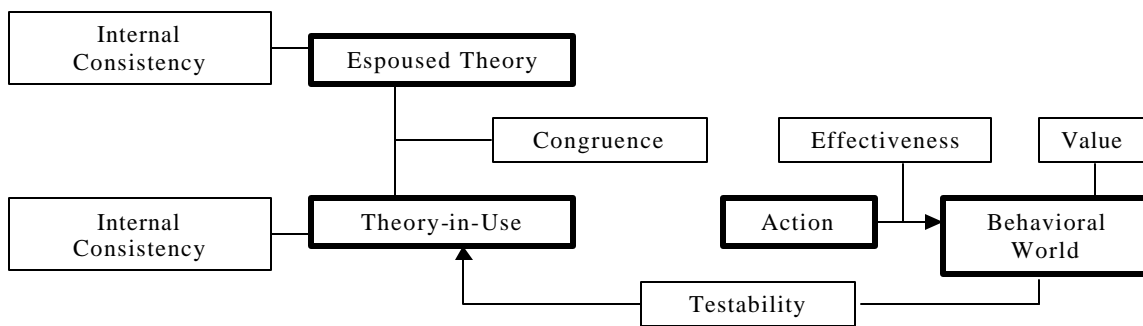 Internal
Consistency
Espoused Theory
Congruence
Effectiveness
Value
Internal
Consistency
Theory-in-Use
Action
Behavioral
World
Testability